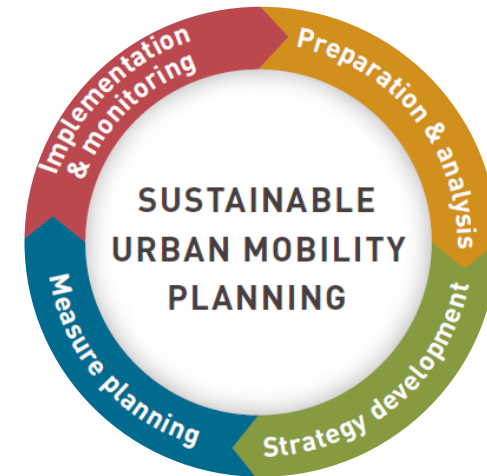 SUSTAINABLE
URBAN MOBILITY
PLANNING
Preparation & analysis
Strategy development
Measure planning
Implementation
& monitoring